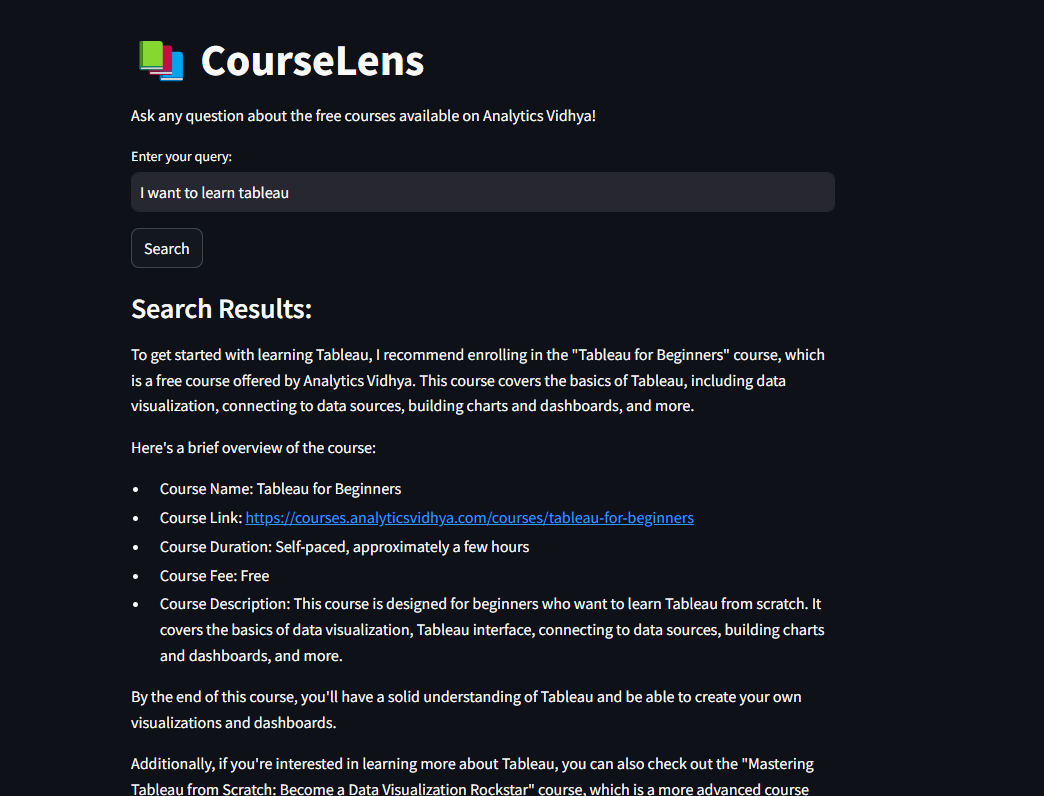 CourseLens
Ask any question about the free courses available on Analytics Vidhya!
Enter your query:
I want to learn tableau
Search
Search Results:
To get started with learning Tableau, I recommend enrolling in the "Tableau for Beginners" course, which
is a free course offered by Analytics Vidhya. This course covers the basics of Tableau, including data
visualization, connecting to data sources, building charts and dashboards, and more.
Here's a brief overview of the course:
• Course Name: Tableau for Beginners
• Course Link: https://courses.analyticsvidhya.com/courses/tableau-for-beginners
• Course Duration: Self-paced, approximately a few hours
• Course Fee: Free
• Course Description: This course is designed for beginners who want to learn Tableau from scratch. It
covers the basics of data visualization, Tableau interface, connecting to data sources, building charts
and dashboards, and more.
By the end of this course, you'll have a solid understanding of Tableau and be able to create your own
visualizations and dashboards.
Additionally, if you're interested in learning more about Tableau, you can also check out the "Mastering
Tableau from Scratch: Become a Data Visualization Rockstar" course, which is a more advanced course